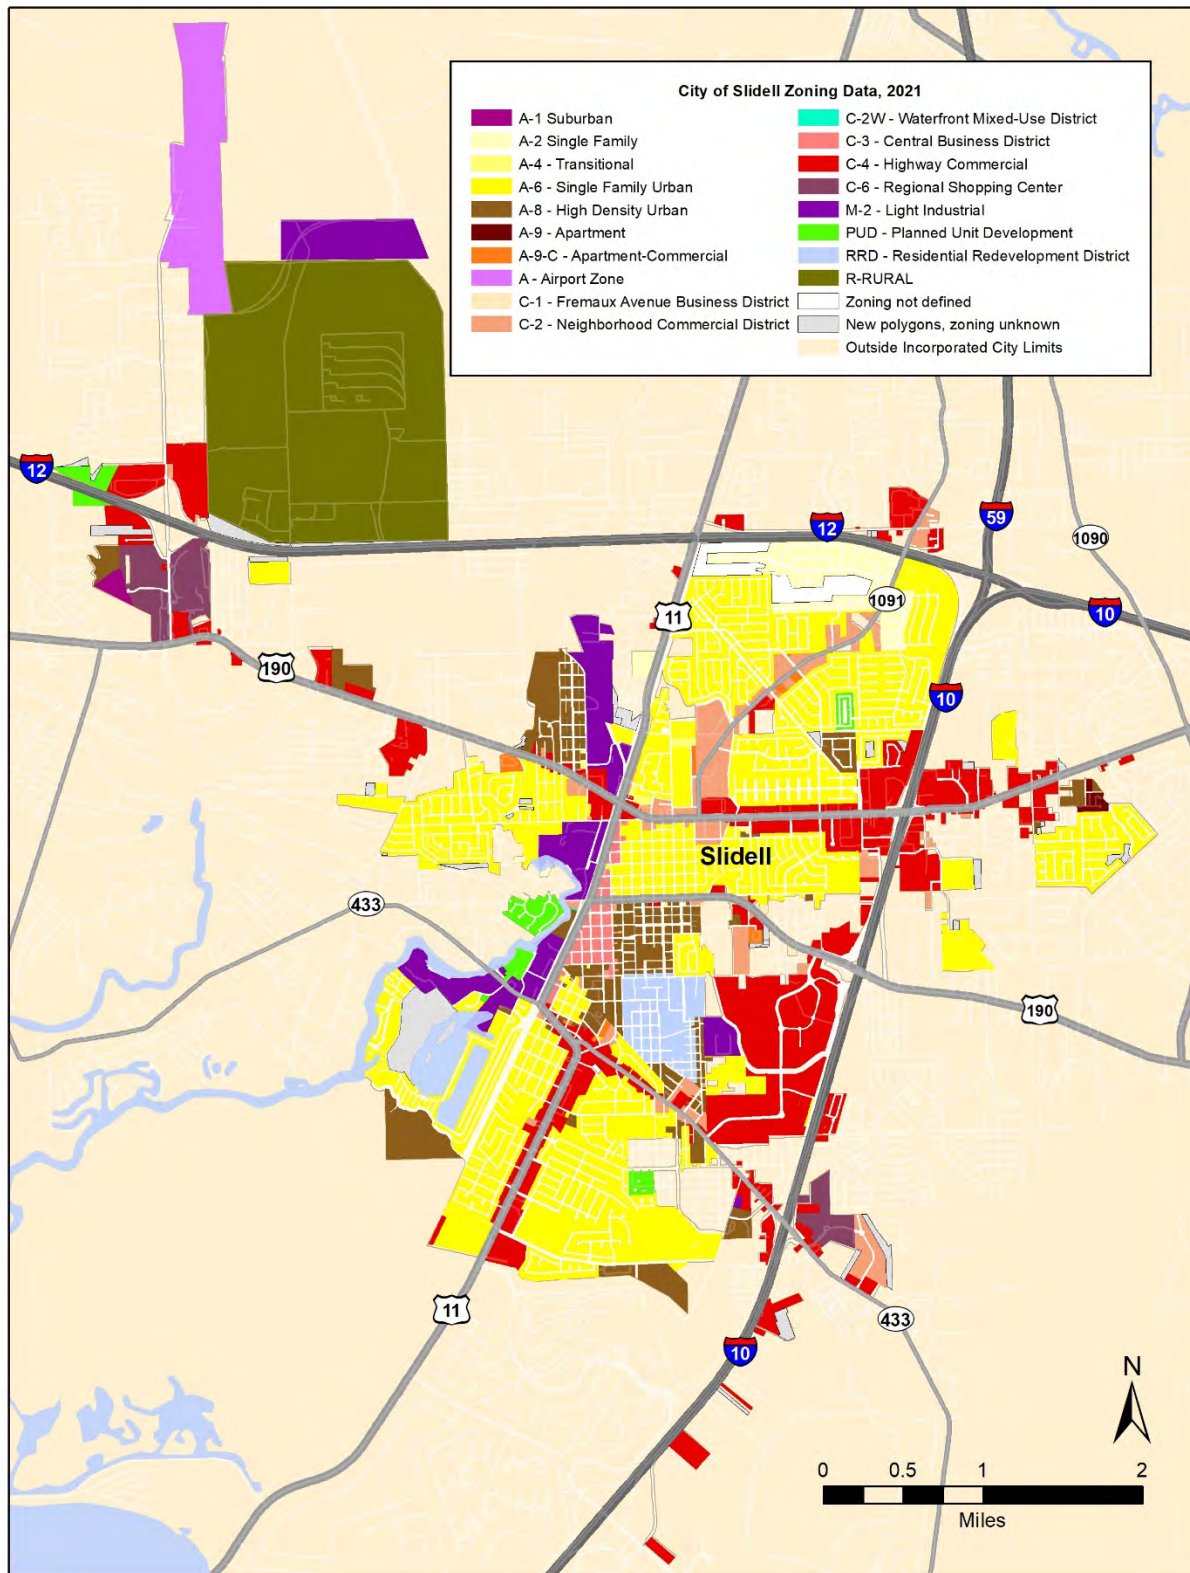 City of Slidell Zoning Data, 2021
A-1 Suburban
A-2 Single Family
A-4 - Transitional
A-6 - Single Family Urban
A-8 - High Density Urban
A-9 - Apartment
A-9-C - Apartment-Commercial
A - Airport Zone
C-1 - Fremaux Avenue Business District
C-2 - Neighborhood Commercial District
C-2W - Waterfront Mixed-Use District
C-3 - Central Business District
C-4 - Highway Commercial
C-6 - Regional Shopping Center
M-2 - Light Industrial
PUD - Planned Unit Development
RRD - Residential Redevelopment District
R-RURAL
Zoning not defined
New polygons, zoning unknown
Outside Incorporated City Limits
12
59
12
1090
1091
10
11
190
10
Slidell
433
190
11
433
10
N
0 0.5 1 2
Miles